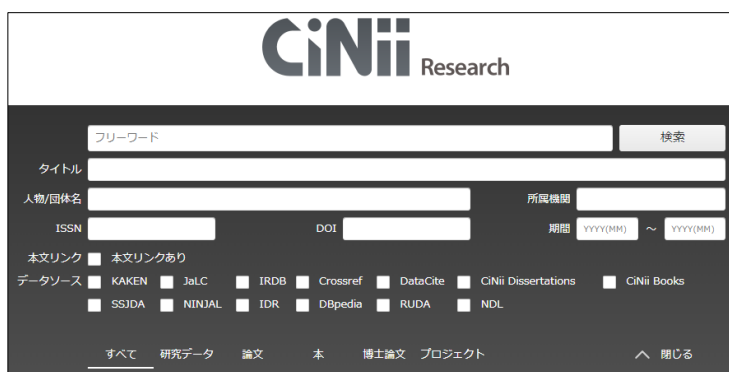 CiNii Research
フリーワード 検索
タイトル
人物/団体名 所属機関
ISSN DOI 期間 YYYY(MM) ～ YYYY(MM)
本文リンク 本文リンクあり
データソース KAKEN JaLC IRDB Crossref DataCite CiNii Dissertations CiNii Books
SSJDA NINJAL IDR DBpedia RUDA NDL
すべて 研究データ 論文 本 博士論文 プロジェクト 閉じる